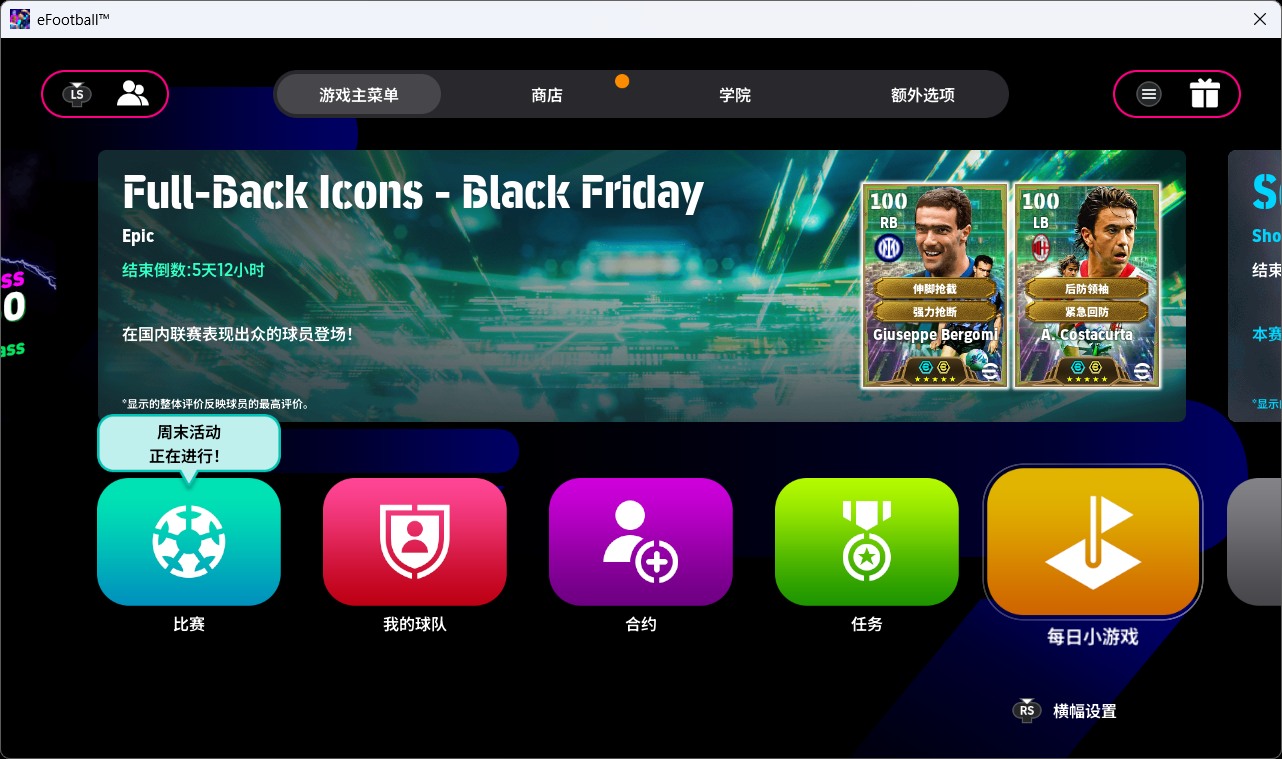 eFootball™
LS
游戏主菜单
商店
学院
额外选项
Full-Back Icons - Black Friday
Epic
结束倒数:5天12小时
在国内联赛表现出众的球员登场!
*显示的整体评价反映球员的最高评价。
100
RB
伸脚抢截
强力抢断
Giuseppe Bergomi
100
LB
后防领袖
紧急回防
A. Costacurta
ss
0
ass
Sho
结束
本赛
*显示
周末活动
正在进行!
比赛
我的球队
合约
任务
每日小游戏
RS
横幅设置